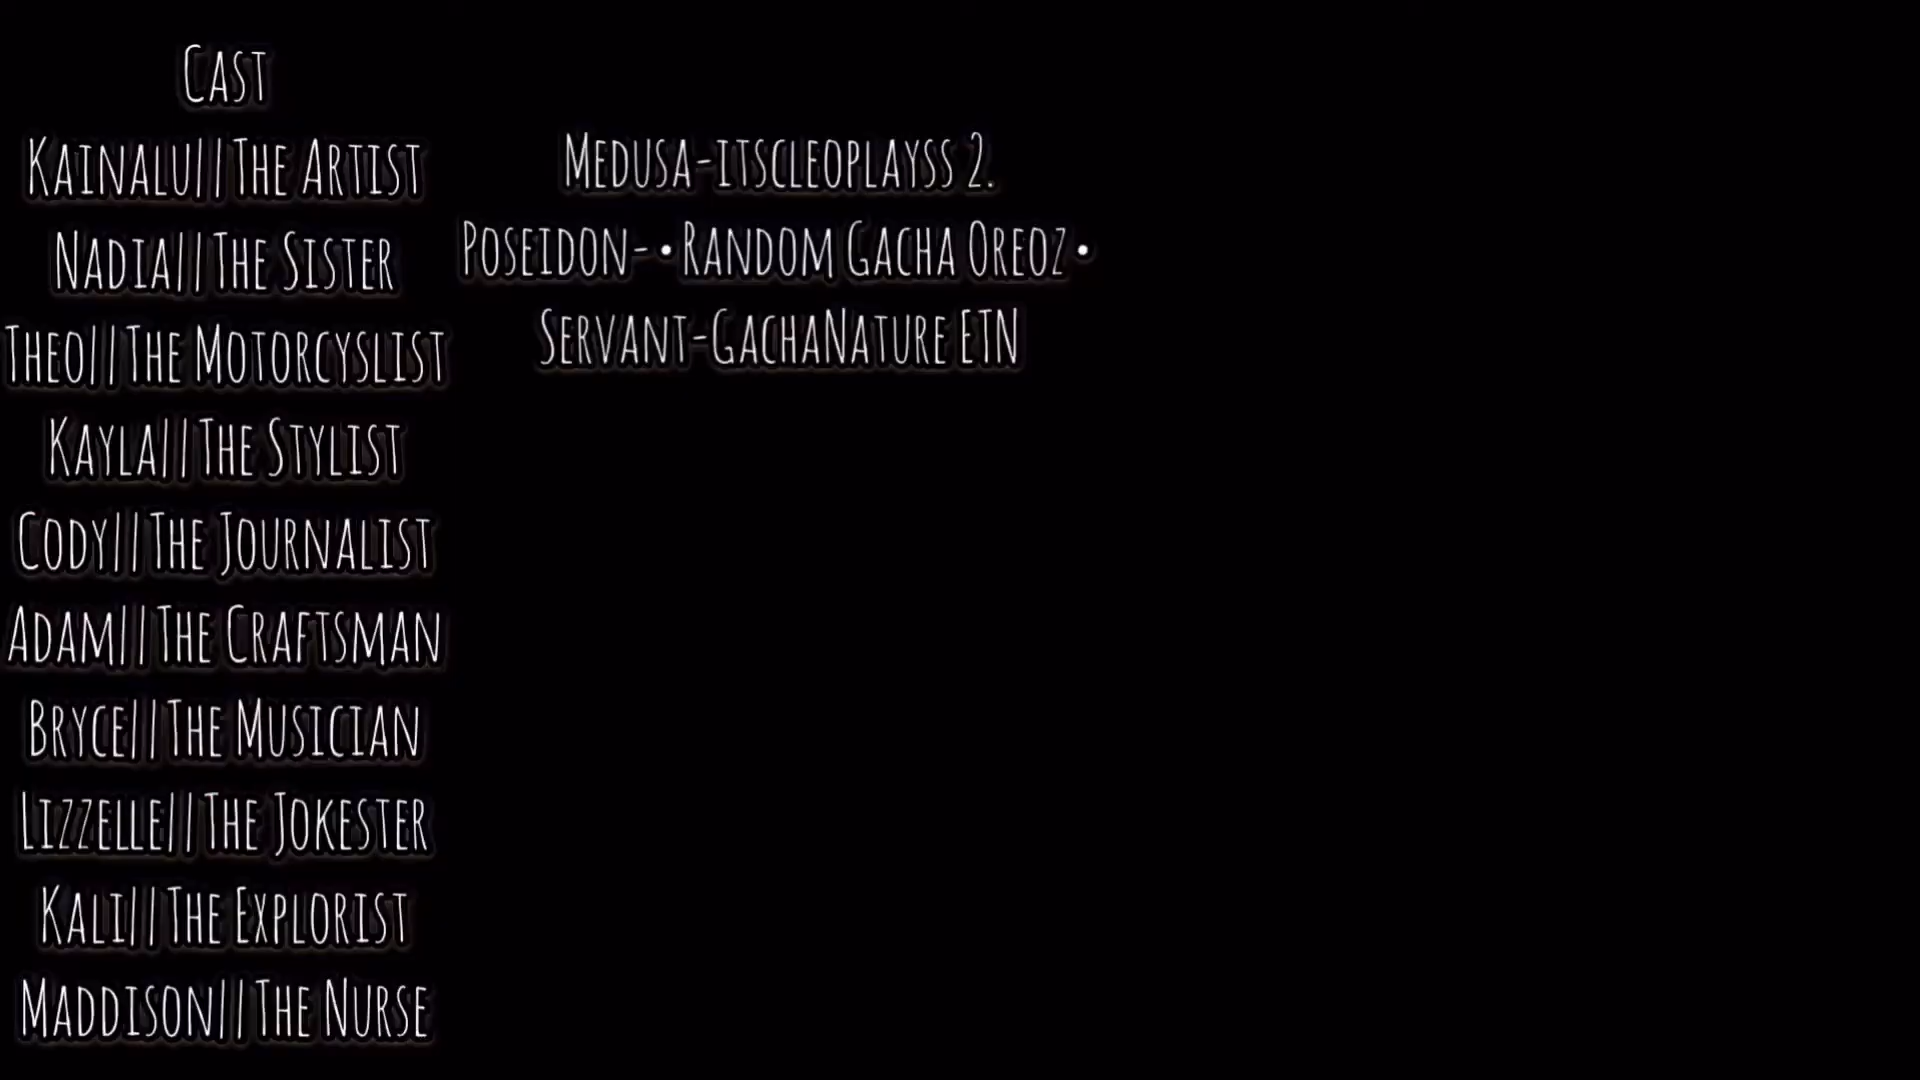 Cast
Kainalu||The Artist
Nadia||The Sister
Theo||The Motorcyslist
Kayla||The Stylist
Cody||The Journalist
Adam||The Craftsman
Bryce||The Musician
Lizzelle||The Jokester
Kali||The Explorist
Maddison||The Nurse
Medusa-itscleoplayss 2.
Poseidon-•Random Gacha Oreoz•
Servant-GachaNature ETN